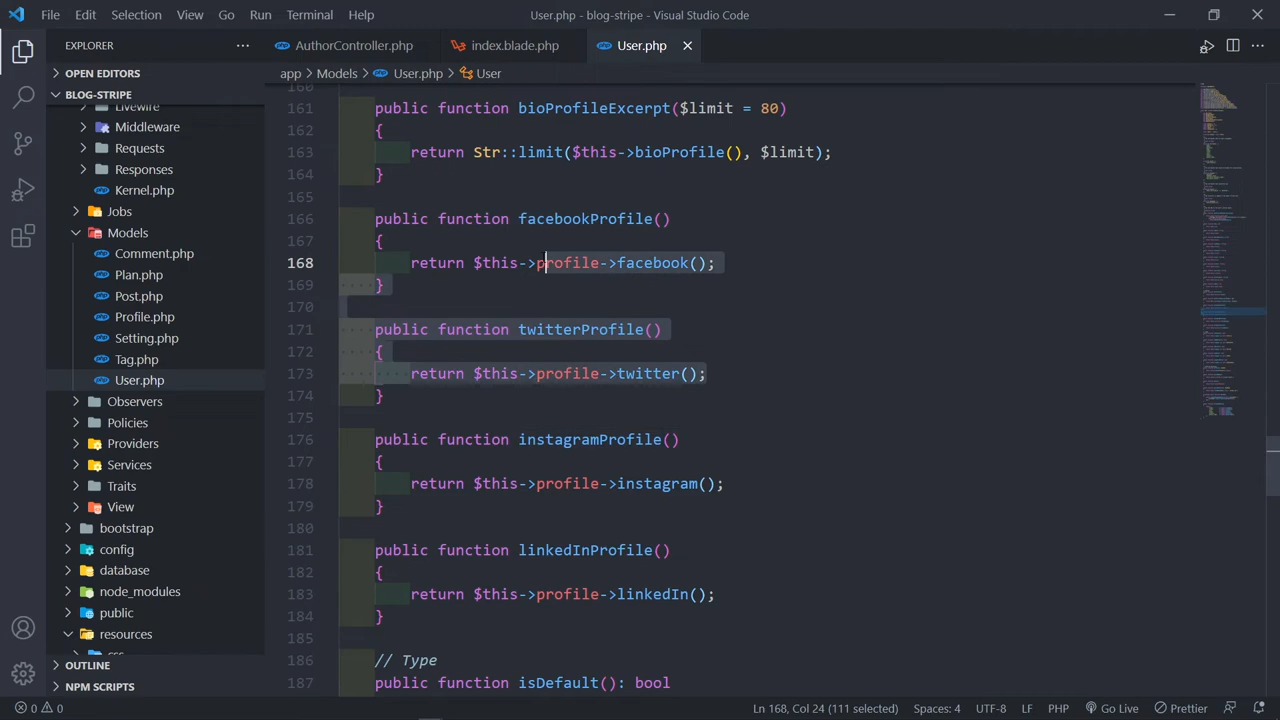 File Edit Selection View Go Run Terminal Help
User.php - blog-stripe - Visual Studio Code
EXPLORER
AuthorController.php
index.blade.php
User.php
OPEN EDITORS
BLOG-STRIPE
app > Models > User.php > User
Livewire
Middleware
Requests
Responses
Kernel.php
Jobs
Models
Comment.php
Plan.php
Post.php
Profile.php
Setting.php
Tag.php
User.php
Observers
Policies
Providers
Services
Traits
View
bootstrap
config
database
node_modules
public
resources
OUTLINE
NPM SCRIPTS
160
161 public function bioProfileExcerpt($limit = 80)
162 {
163 return Str::limit($this->bioProfile(), $limit);
164 }
165
166 public function facebookProfile()
167 {
168 return $this->profile->facebook();
169 }
170
171 public function twitterProfile()
172 {
173 return $this->profile->twitter();
174 }
175
176 public function instagramProfile()
177 {
178 return $this->profile->instagram();
179 }
180
181 public function linkedInProfile()
182 {
183 return $this->profile->linkedIn();
184 }
185
186 // Type
187 public function isDefault(): bool
0 0
Ln 168, Col 24 (111 selected) Spaces: 4 UTF-8 LF PHP Go Live Prettier